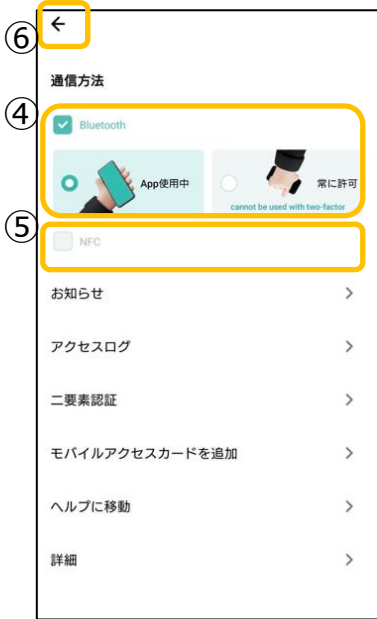 ⑥
通信方法
④
Bluetooth
App使用中
常に許可
cannot be used with two-factor
⑤
NFC
お知らせ
アクセスログ
二要素認証
モバイルアクセスカードを追加
ヘルプに移動
詳細